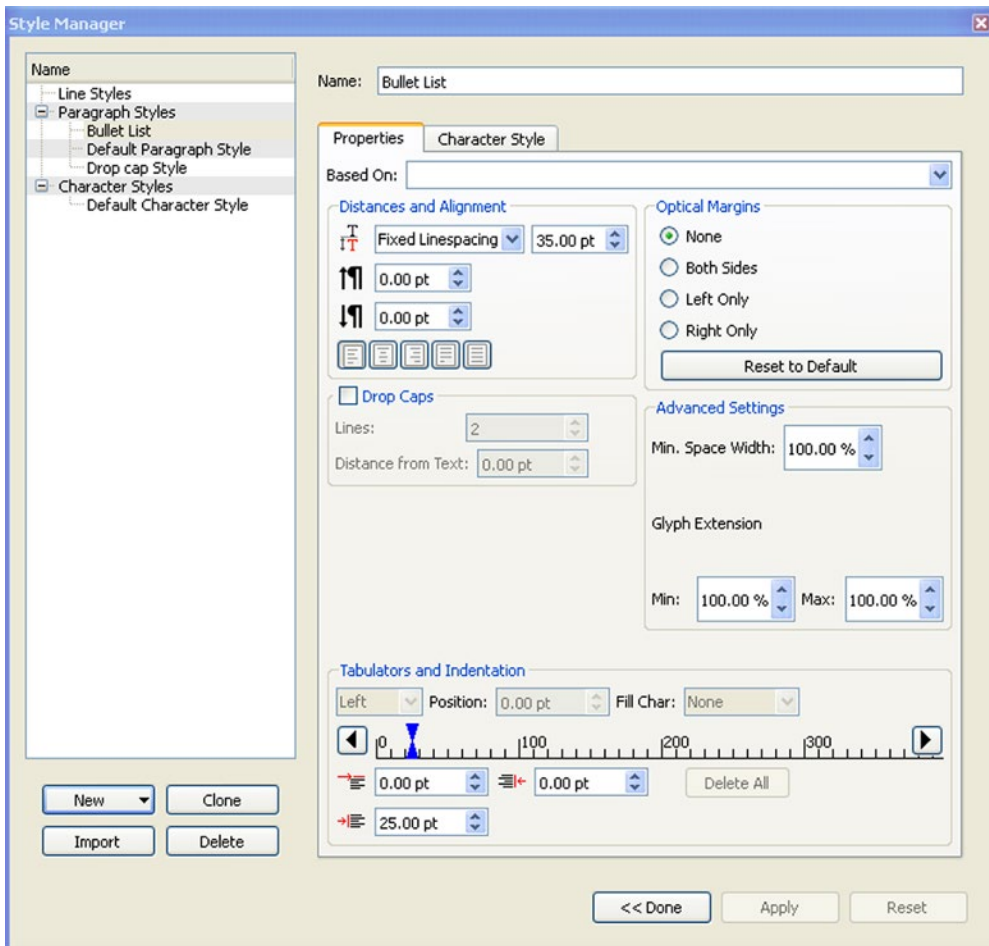 Style Manager
Name
Line Styles
Paragraph Styles
Bullet List
Default Paragraph Style
Drop cap Style
Character Styles
Default Character Style
New
Clone
Import
Delete
Name: Bullet List
Properties Character Style
Based On:
Distances and Alignment
Fixed Linespacing 35.00 pt
0.00 pt
0.00 pt
Optical Margins
None
Both Sides
Left Only
Right Only
Reset to Default
Drop Caps
Lines: 2
Distance from Text: 0.00 pt
Advanced Settings
Min. Space Width: 100.00 %
Glyph Extension
Min: 100.00 % Max: 100.00 %
Tabulators and Indentation
Left Position: 0.00 pt Fill Char: None
0 100 200 300
0.00 pt 0.00 pt Delete All
25.00 pt
<< Done Apply Reset